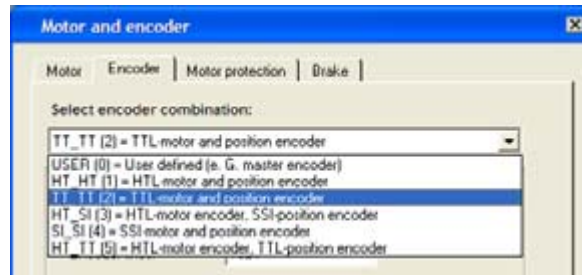 Motor and encoder
Motor Encoder Motor protection Brake
Select encoder combination:
TT_TT (2) = TTL-motor and position encoder
USER (0) = User defined (e. G. master encoder)
HT_HT (1) = HTL-motor and position encoder
TT_TT (2) = TTL-motor and position encoder
HT_SI (3) = HTL-motor encoder, SSI-position encoder
SI_SI (4) = SSI-motor and position encoder
HT_TT (5) = HTL-motor encoder, TTL-position encoder